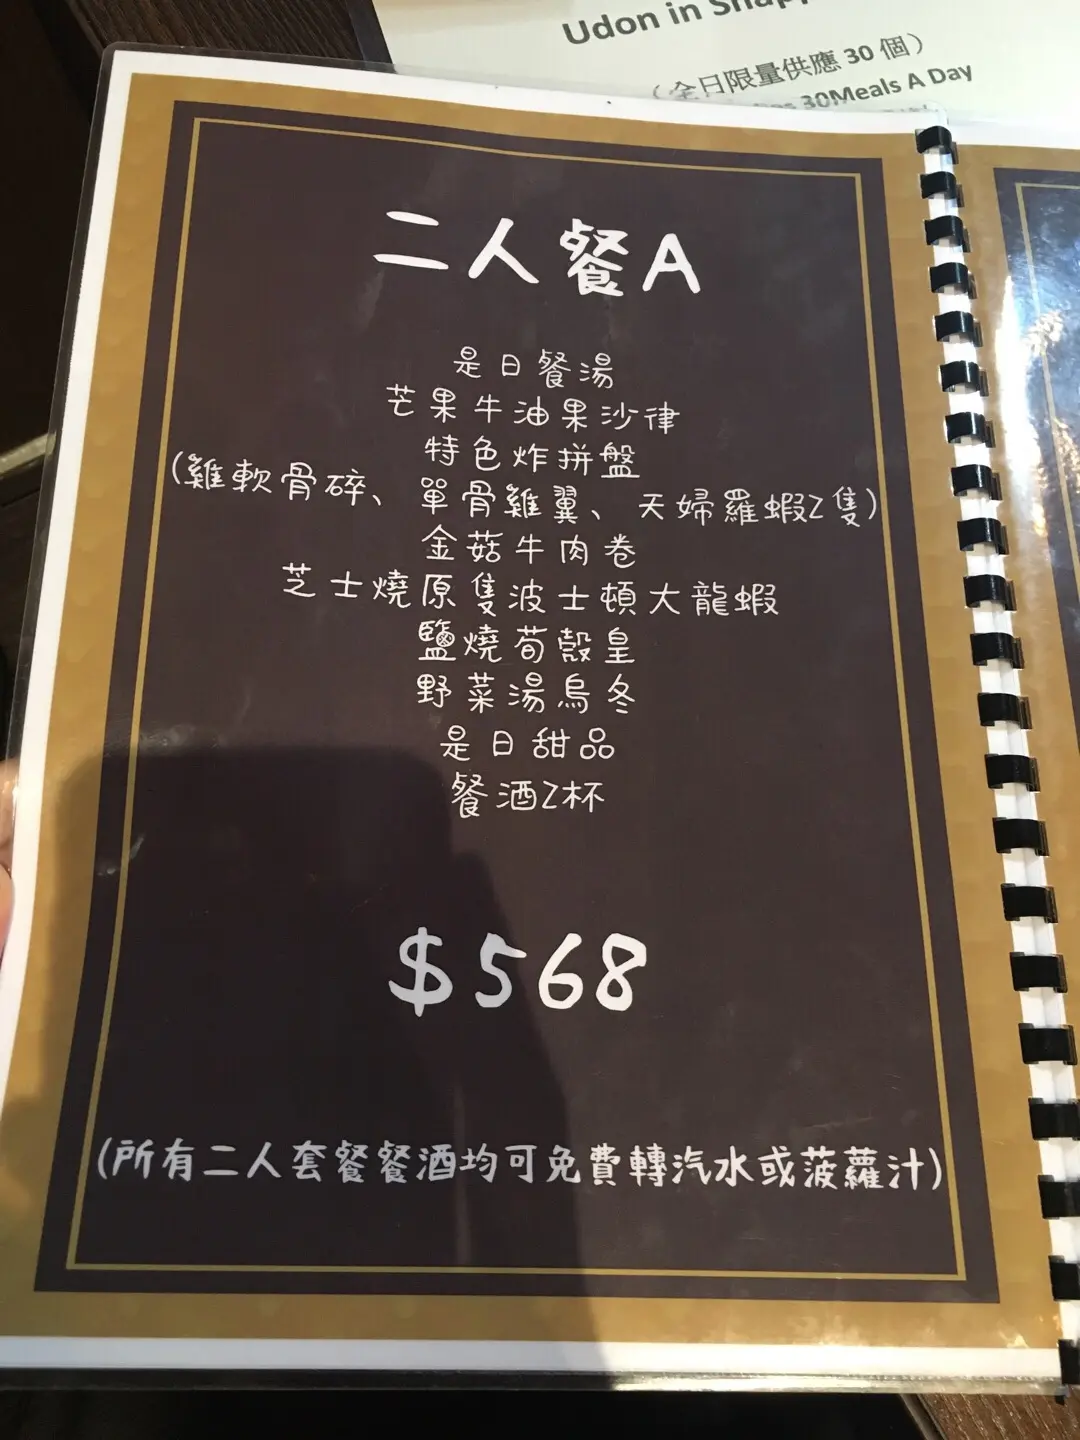 Udon in Snapp
(全日限量供應 30 個)
30Meals A Day
二人餐A
是日餐湯
芒果牛油果沙律
特色炸拼盤
(雞軟骨碎、單骨雞翼、天婦羅蝦2隻)
金菇牛肉卷
芝士燒原隻波士頓大龍蝦
鹽燒荀殼皇
野菜湯烏冬
是日甜品
餐酒2杯
$568
(所有二人套餐餐酒均可免費轉汽水或菠蘿汁)